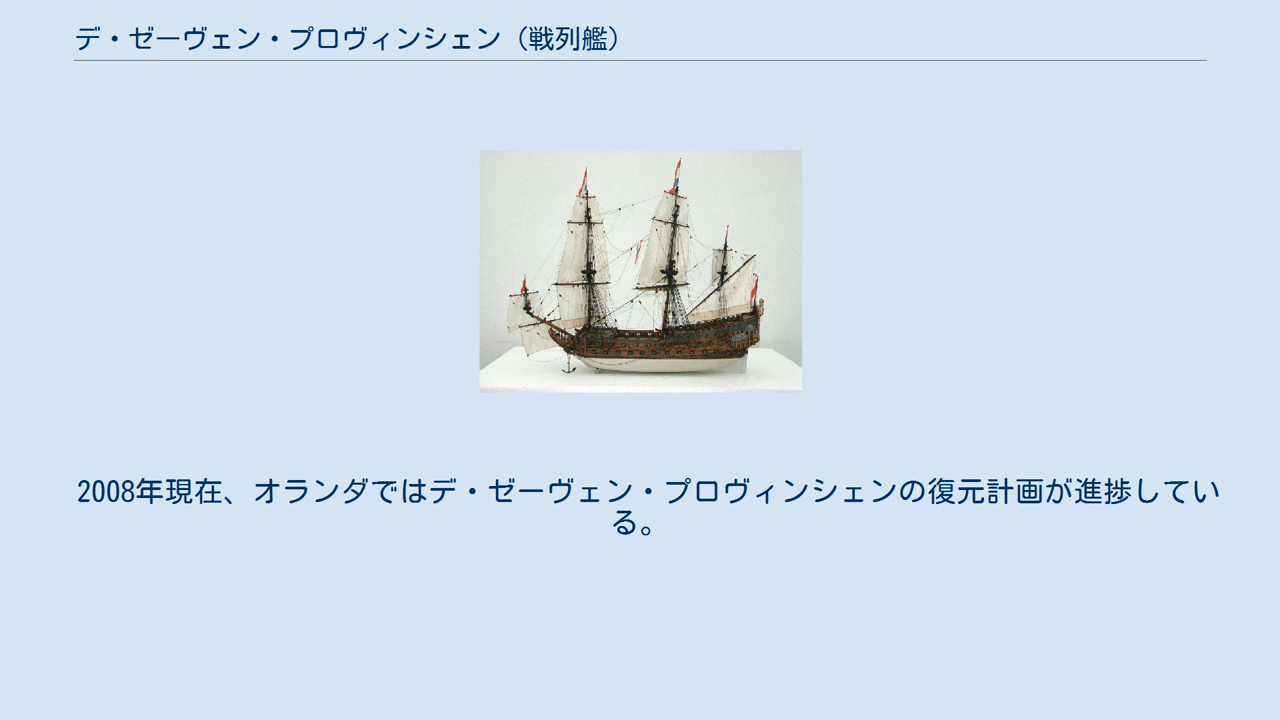 デ・ゼーヴェン・プロヴィンシェン（戦列艦）
2008年現在、オランダではデ・ゼーヴェン・プロヴィンシェンの復元計画が進捗してい
る。